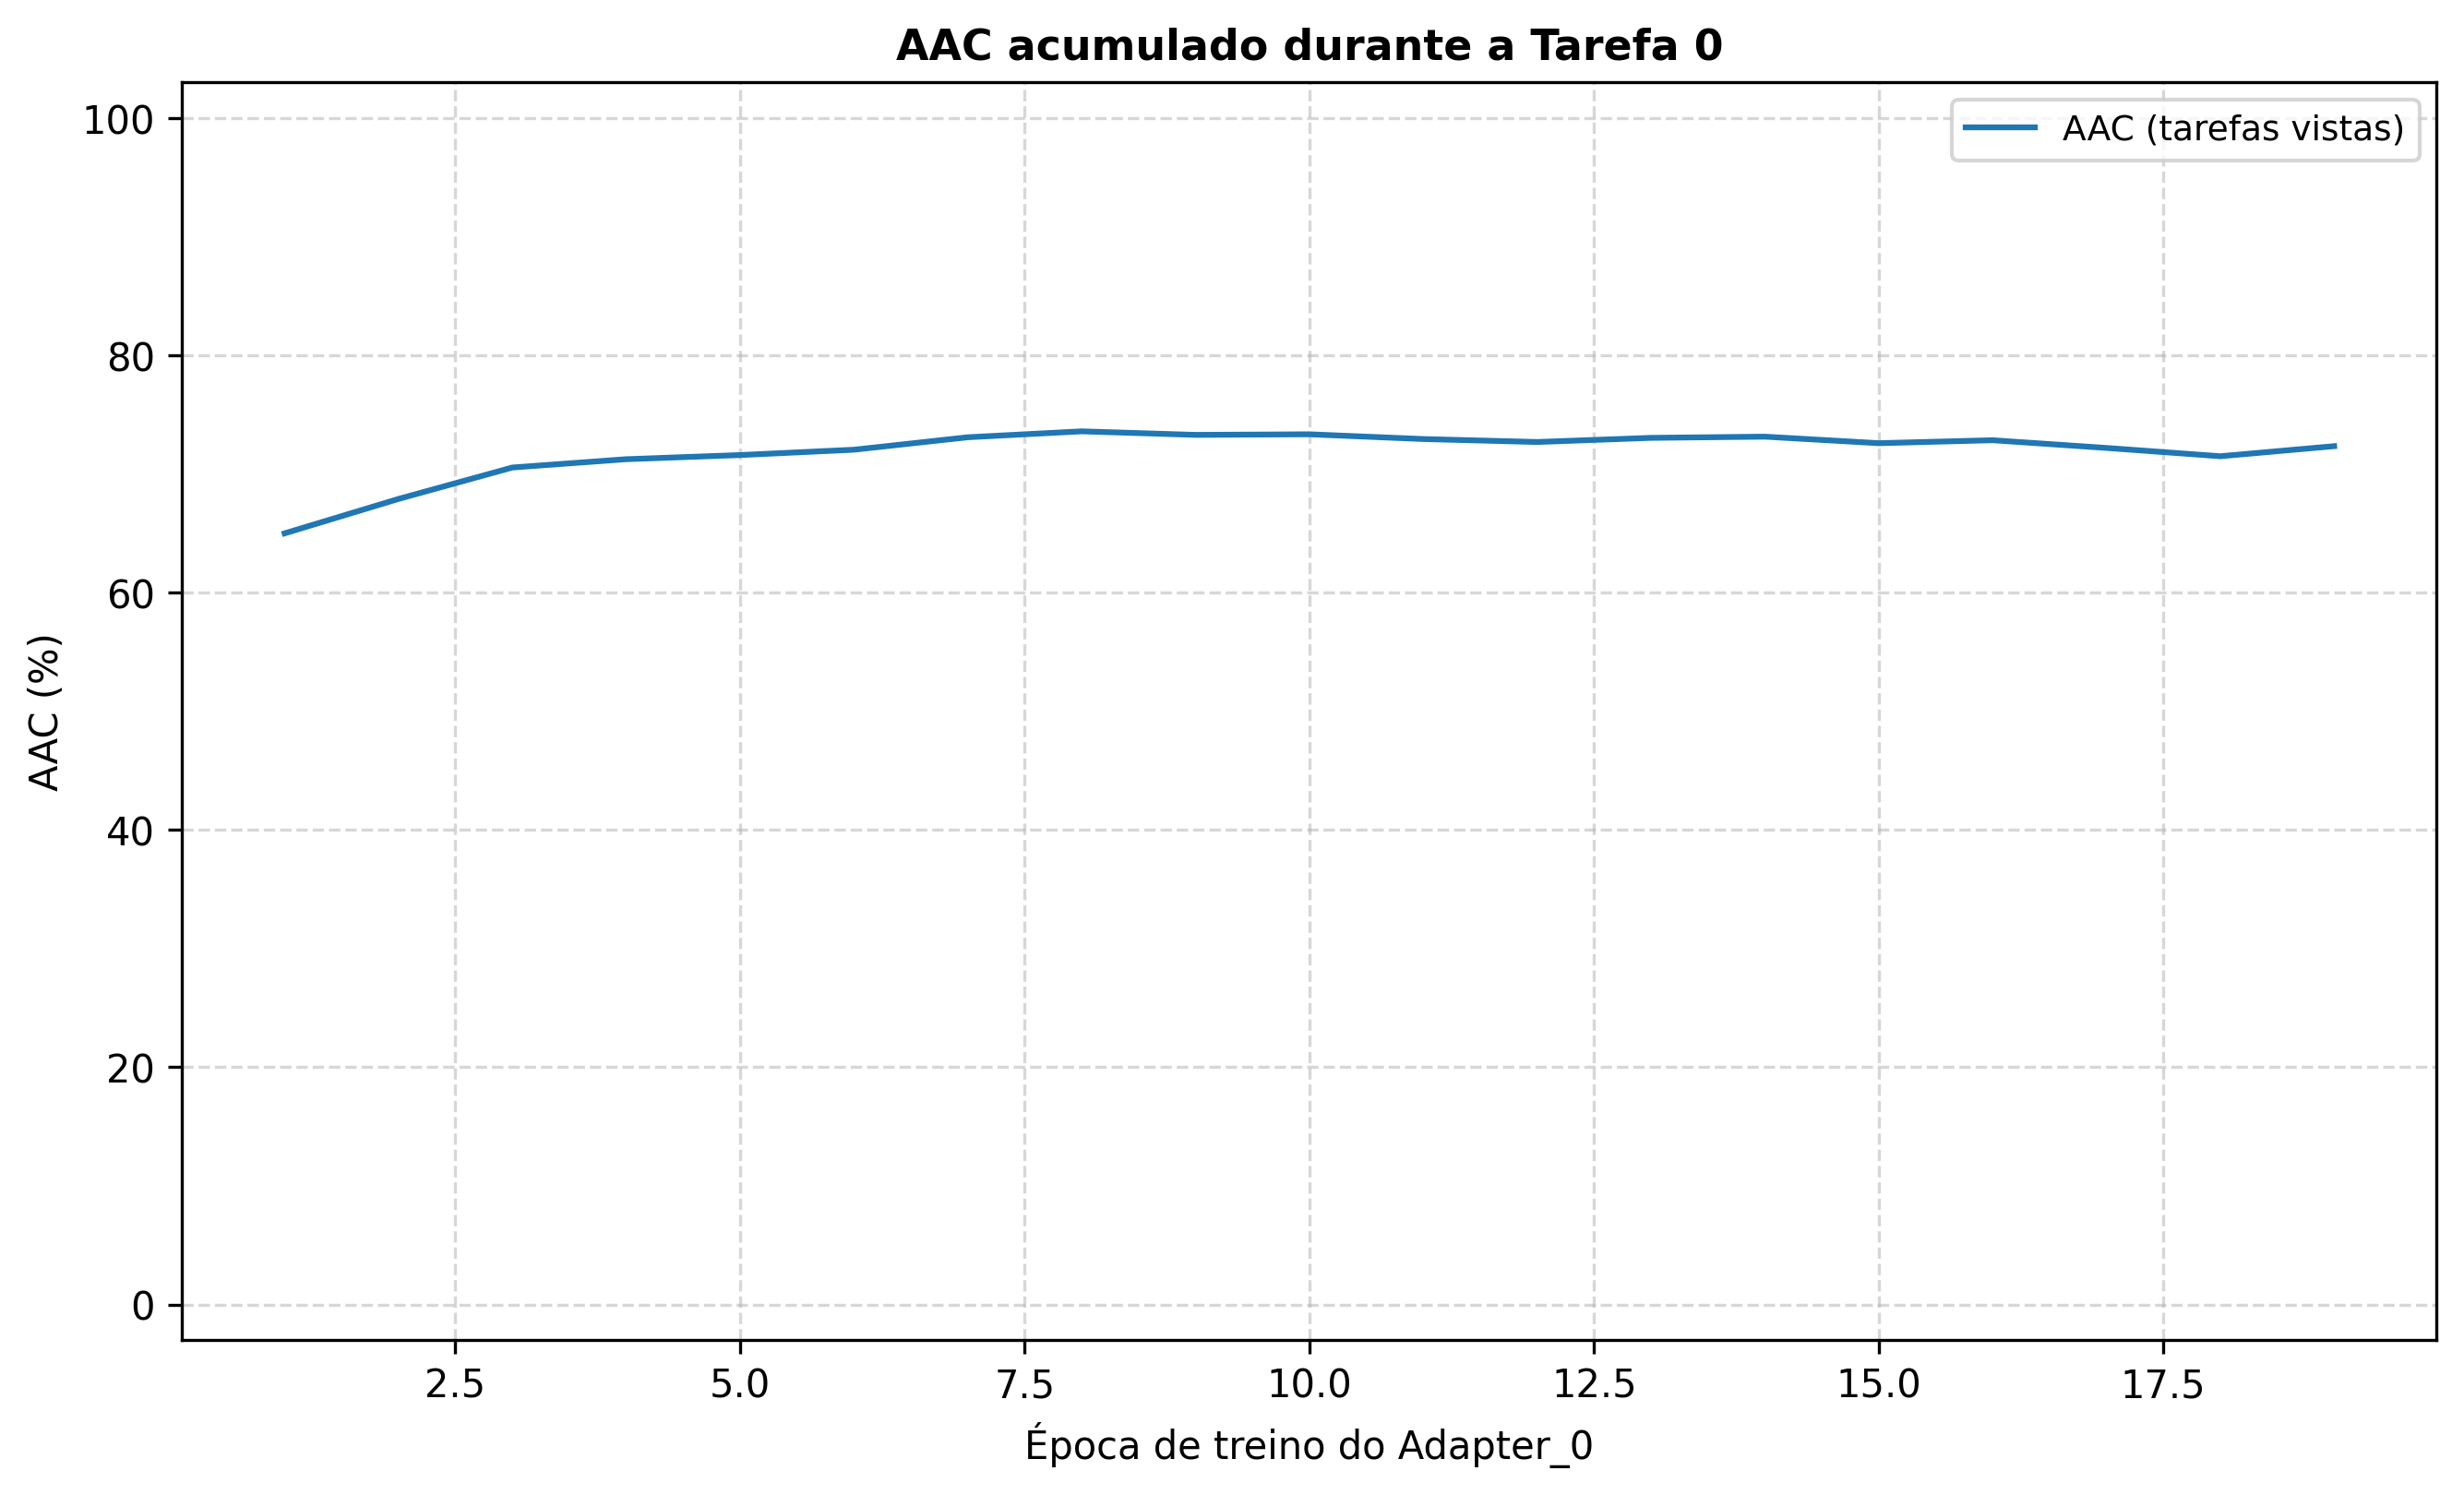 AAC acumulado durante a Tarefa 0
AAC (tarefas vistas)
100
80
60
40
20
0
AAC (%)
2.5 5.0 7.5 10.0 12.5 15.0 17.5
Época de treino do Adapter_0